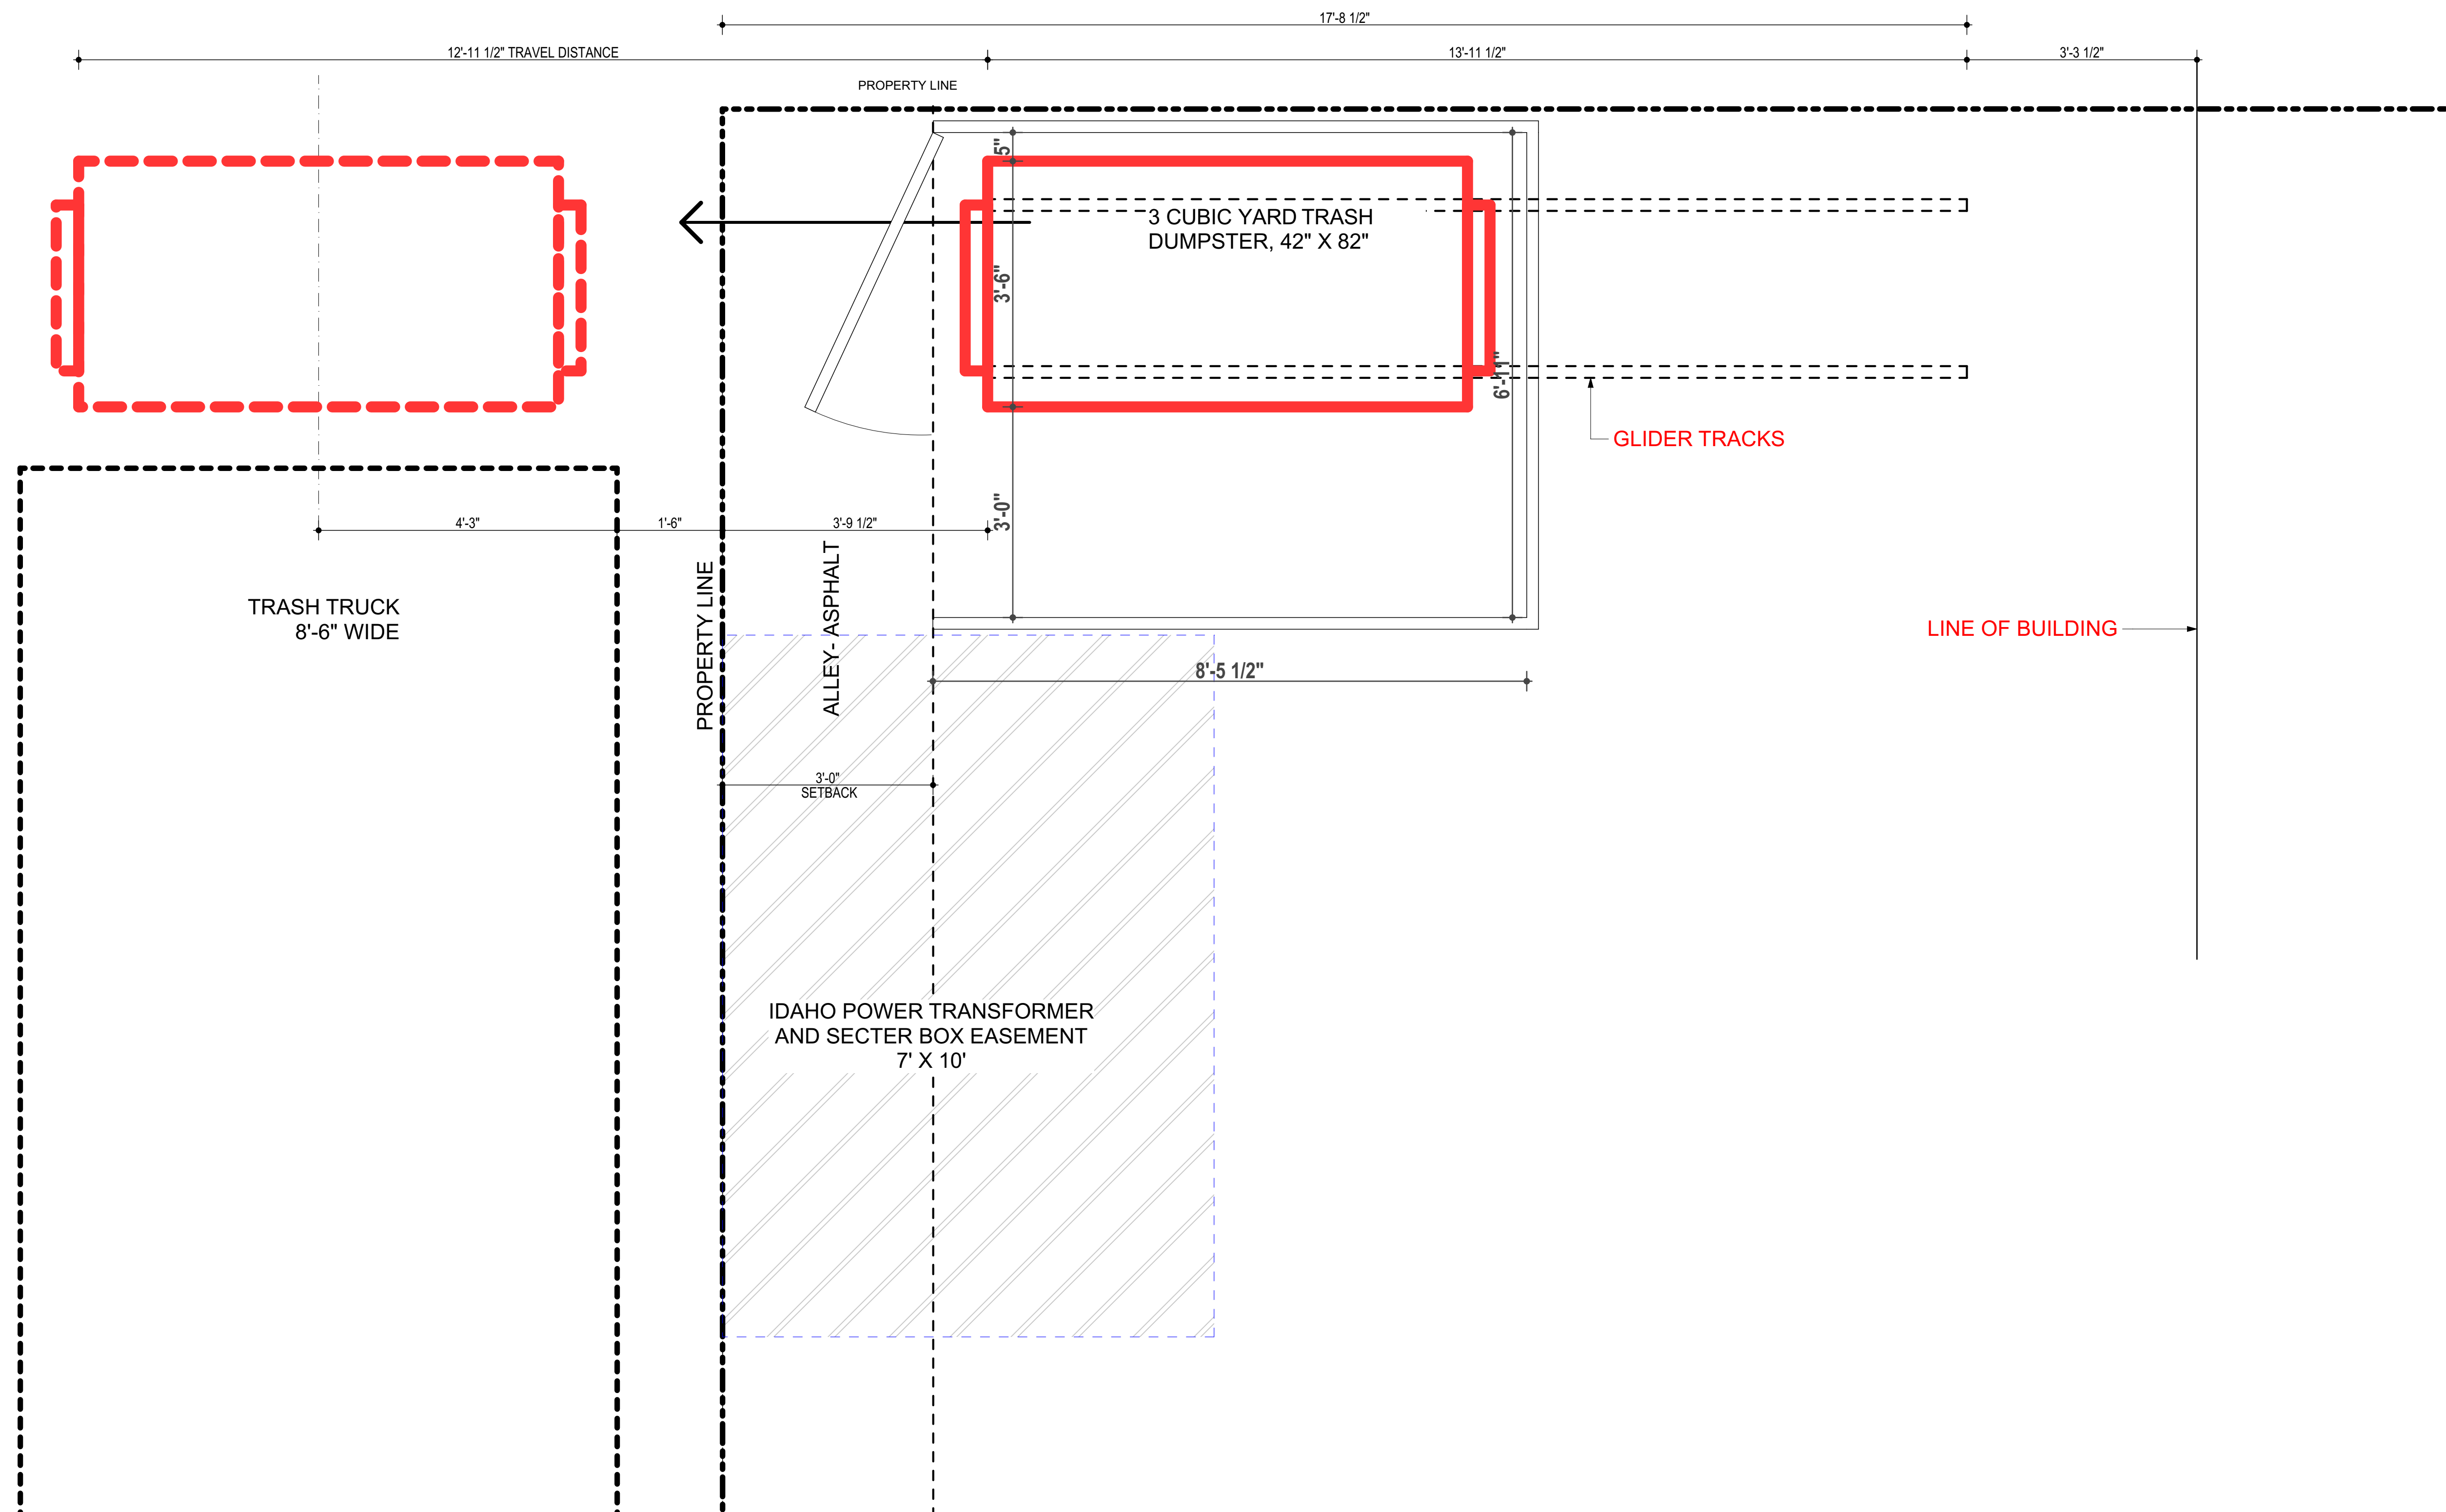 17'-8 1/2"
12'-11 1/2" TRAVEL DISTANCE
13'-11 1/2"
3'-3 1/2"
PROPERTY LINE
5"
3 CUBIC YARD TRASH
DUMPSTER, 42" X 82"
3'-6"
6'-11"
GLIDER TRACKS
3'-0"
4'-3"
1'-6"
3'-9 1/2"
TRASH TRUCK
8'-6" WIDE
PROPERTY LINE
ALLEY- ASPHALT
LINE OF BUILDING
8'-5 1/2"
3'-0"
SETBACK
IDAHO POWER TRANSFORMER
AND SECTER BOX EASEMENT
7' X 10'